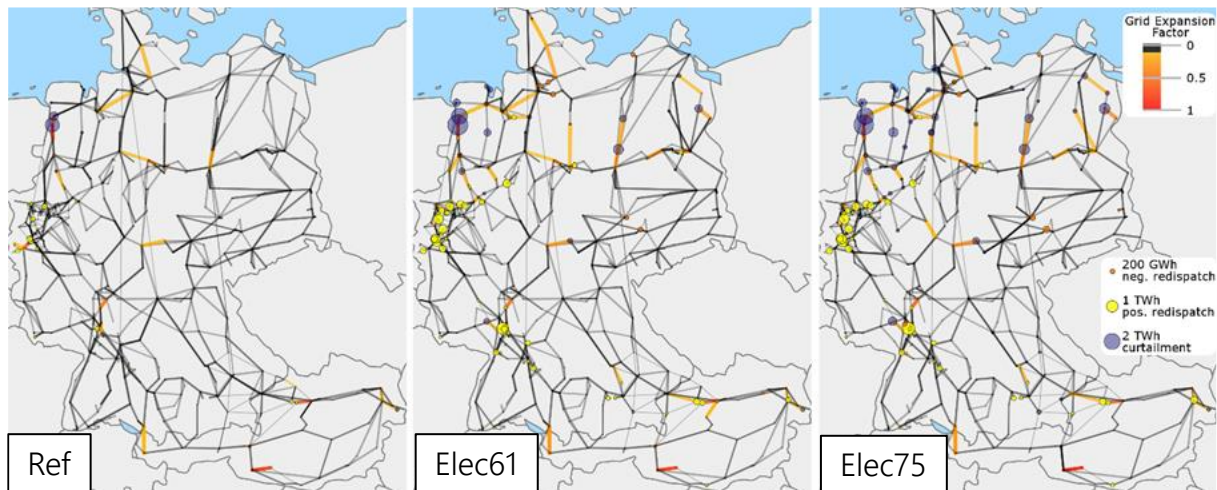 Grid Expansion
Factor
0
0.5
1
200 GWh
neg. redispatch
1 TWh
pos. redispatch
2 TWh
curtailment
Ref
Elec61
Elec75